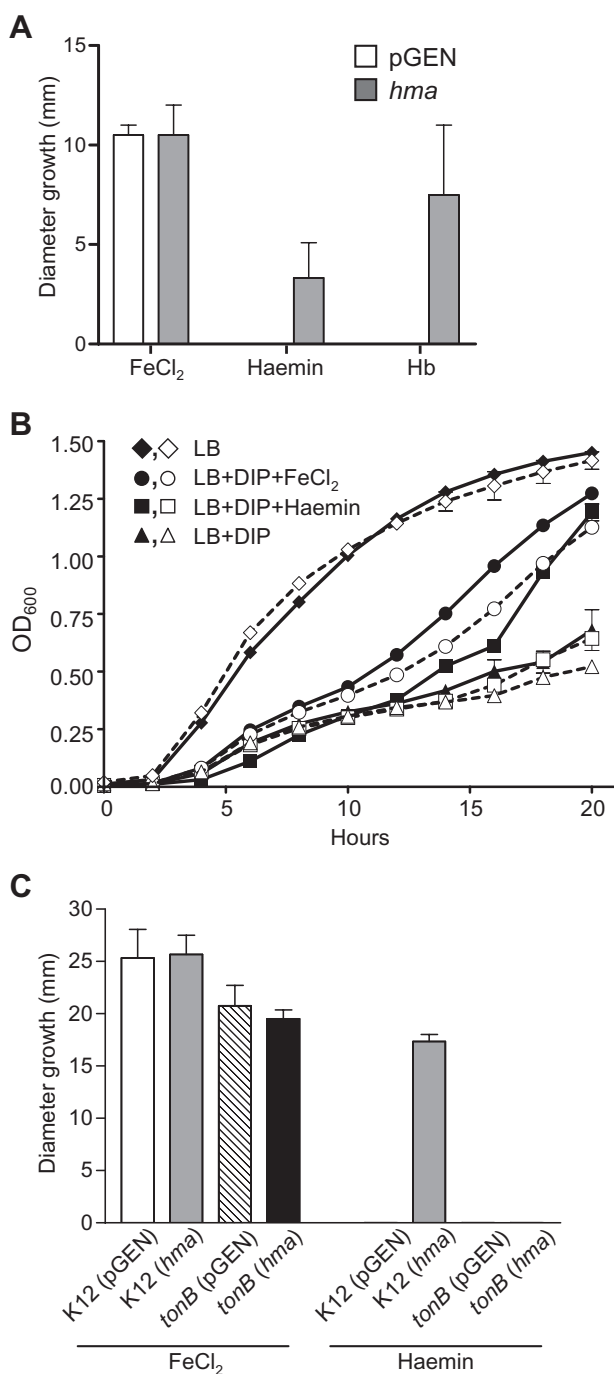 A
15
10
5
0
Diameter growth (mm)
pGEN
hma
FeCl₂ Haemin Hb
B
1.50
1.25
1.00
0.75
0.50
0.25
0.00
OD₆₀₀
, LB
, LB+DIP+FeCl₂
, LB+DIP+Haemin
, LB+DIP
0 5 10 15 20
Hours
C
30
25
20
15
10
5
0
Diameter growth (mm)
K12 (pGEN)
K12 (hma)
tonB (pGEN)
tonB (hma)
K12 (pGEN)
K12 (hma)
tonB (pGEN)
tonB (hma)
FeCl₂ Haemin